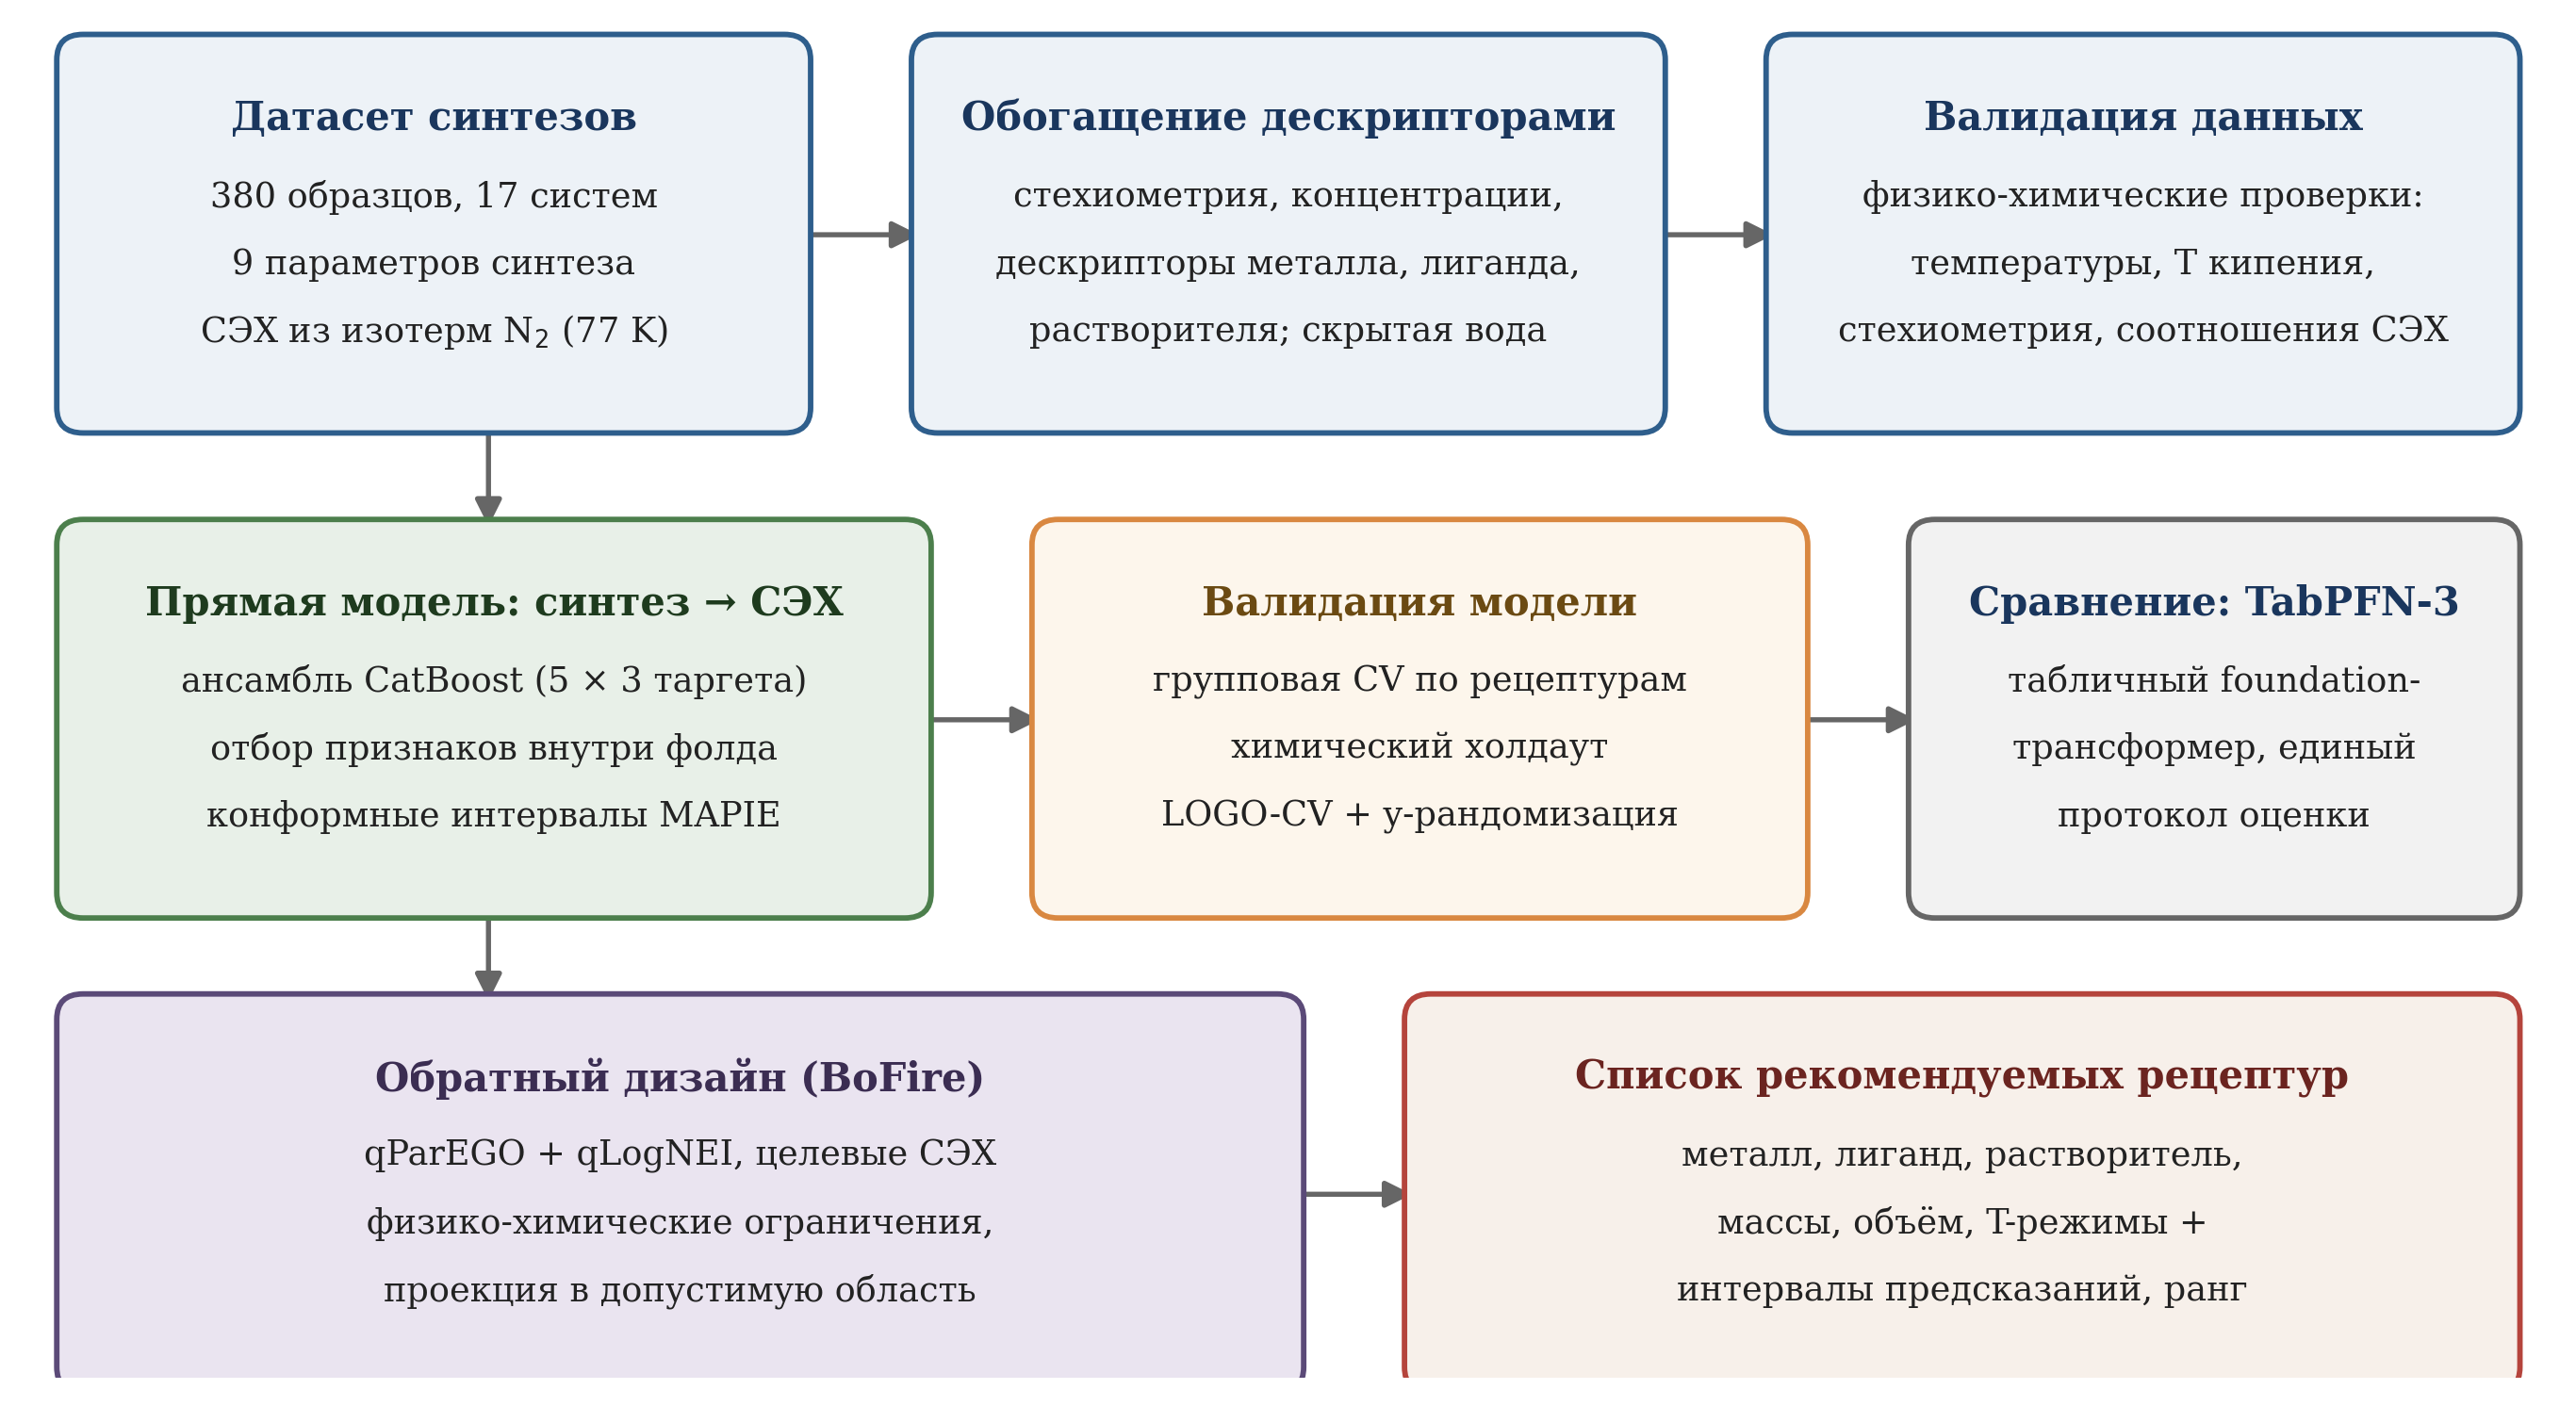 Датасет синтезов
380 образцов, 17 систем
9 параметров синтеза
СЭХ из изотерм N₂ (77 K)
Обогащение дескрипторами
стехиометрия, концентрации,
дескрипторы металла, лиганда,
растворителя; скрытая вода
Валидация данных
физико-химические проверки:
температуры, T кипения,
стехиометрия, соотношения СЭХ
Прямая модель: синтез → СЭХ
ансамбль CatBoost (5 × 3 таргета)
отбор признаков внутри фолда
конформные интервалы MAPIE
Валидация модели
групповая CV по рецептурам
химический холдаут
LOGO-CV + y-рандомизация
Сравнение: TabPFN-3
табличный foundation-
трансформер, единый
протокол оценки
Обратный дизайн (BoFire)
qParEGO + qLogNEI, целевые СЭХ
физико-химические ограничения,
проекция в допустимую область
Список рекомендуемых рецептур
металл, лиганд, растворитель,
массы, объём, T-режимы +
интервалы предсказаний, ранг